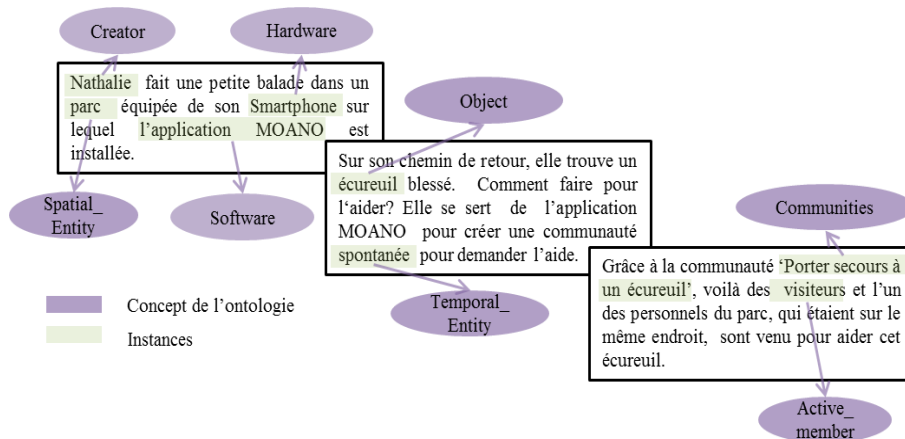 Creator
Hardware
Nathalie fait une petite balade dans un
parc équipée de son Smartphone sur
lequel l'application MOANO est
installée.
Object
Sur son chemin de retour, elle trouve un
écureuil blessé. Comment faire pour
l'aider? Elle se sert de l'application
MOANO pour créer une communauté
spontanée pour demander l'aide.
Spatial_
Entity
Software
Communities
Grâce à la communauté 'Porter secours à
un écureuil', voilà des visiteurs et l'un
des personnels du parc, qui étaient sur le
même endroit, sont venu pour aider cet
écureuil.
Temporal_
Entity
Concept de l'ontologie
Instances
Active_
member